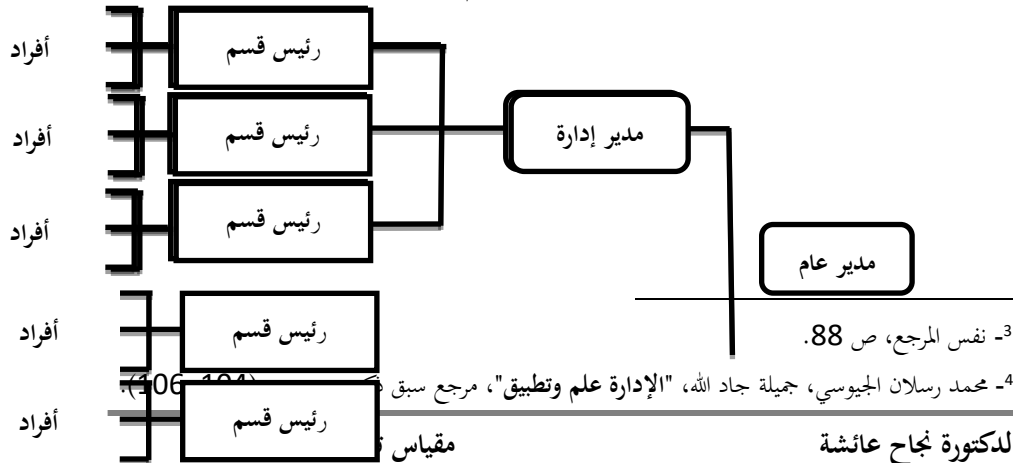 رئيس قسم
أفراد
مدير إدارة
رئيس قسم
أفراد
رئيس قسم
أفراد
مدير عام
رئيس قسم
أفراد
3- نفس المرجع، ص 88.
4- محمد رسلان الجيوسي، جميلة جاد الله، "الإدارة علم وتطبيق"، مرجع سبق
رئيس قسم
أفراد
لدكتورة نجاح عائشة
مقياس